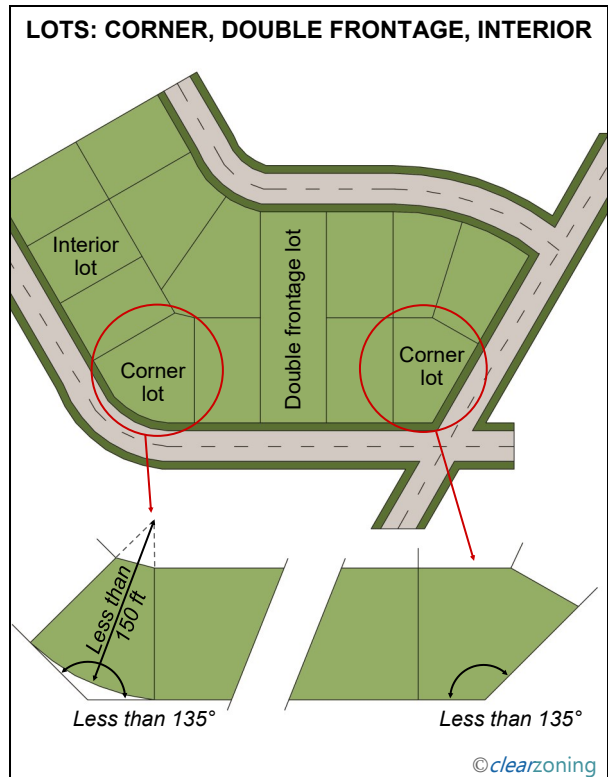 LOTS: CORNER, DOUBLE FRONTAGE, INTERIOR
Interior
lot
Double frontage lot
Corner
lot
Corner
lot
Less than
150 ft
Less than 135°
Less than 135°
©clearzoning